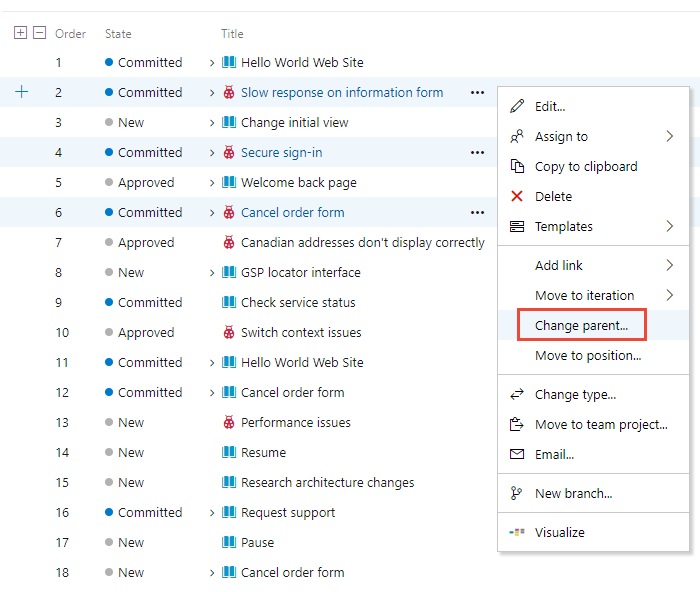 Order State Title
1 Committed Hello World Web Site
2 Committed Slow response on information form
3 New Change initial view
4 Committed Secure sign-in
5 Approved Welcome back page
6 Committed Cancel order form
7 Approved Canadian addresses don't display correctly
8 New GSP locator interface
9 Committed Check service status
10 Approved Switch context issues
11 Committed Hello World Web Site
12 Committed Cancel order form
13 New Performance issues
14 New Resume
15 New Research architecture changes
16 Committed Request support
17 New Pause
18 New Cancel order form
Edit...
Assign to
Copy to clipboard
Delete
Templates
Add link
Move to iteration
Change parent...
Move to position...
Change type...
Move to team project...
Email...
New branch...
Visualize